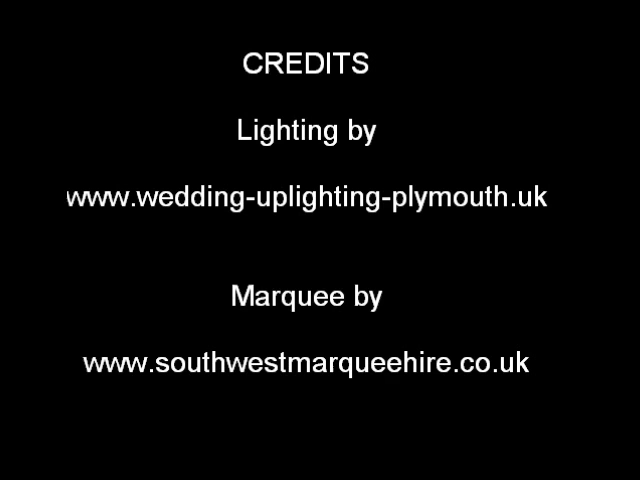 CREDITS
Lighting by
www.wedding-uplighting-plymouth.uk
Marquee by
www.southwestmarqueehire.co.uk